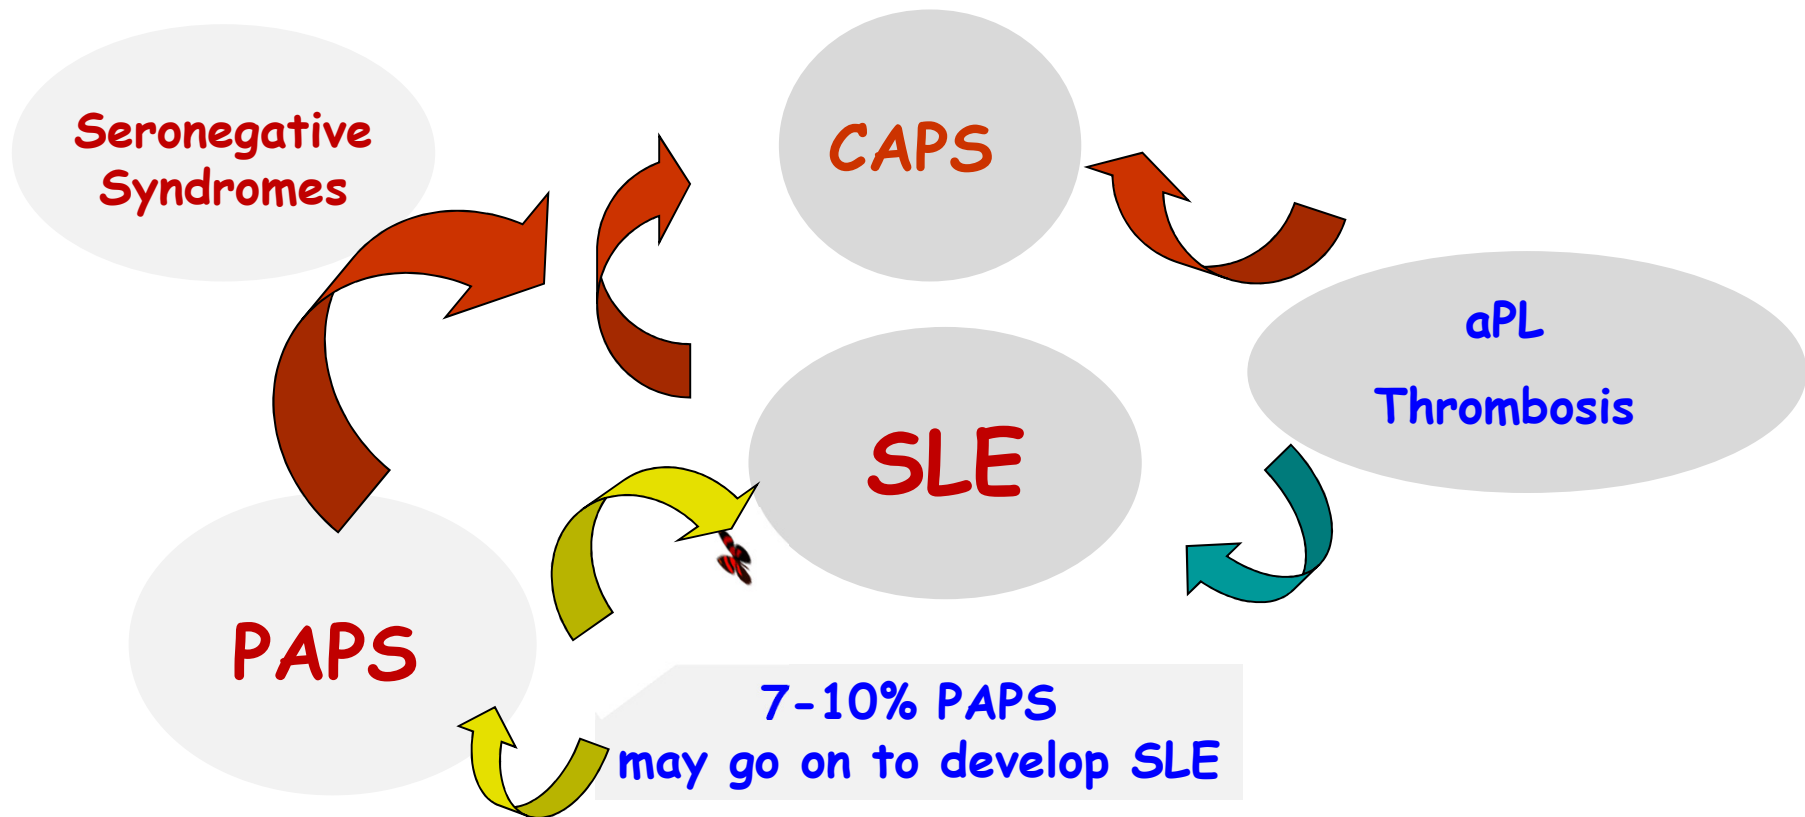 Seronegative
Syndromes
CAPS
aPL
Thrombosis
SLE
PAPS
7-10% PAPS
may go on to develop SLE